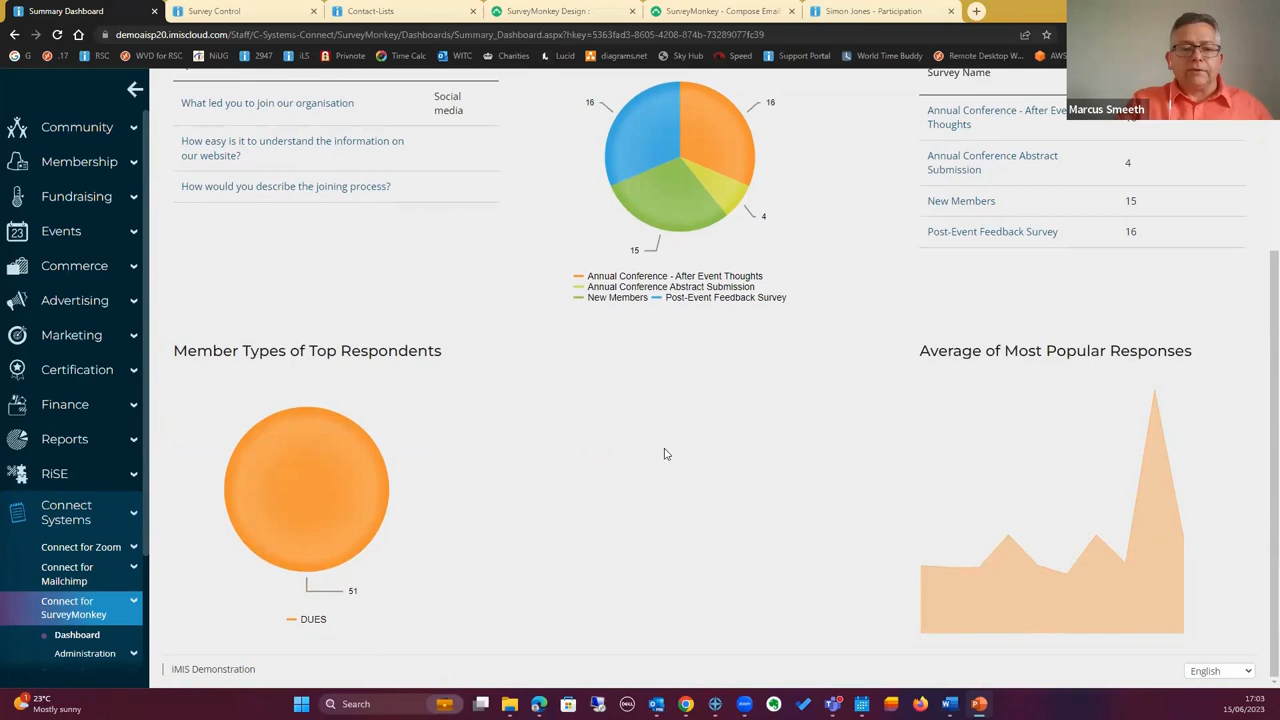 Summary Dashboard
Survey Control
Contact-Lists
SurveyMonkey Design :
SurveyMonkey - Compose Email
Simon Jones - Participation
demoaisp20.imiscloud.com/Staff/C-Systems-Connect/SurveyMonkey/Dashboards/Summary_Dashboard.aspx?hkey=5363fad3-8605-4208-874b-73289077fc39
G .17 RSC NiUG 2947 iLS Privnote Time Calc WITC Charities Lucid diagrams.net Sky Hub Speed Support Portal World Time Buddy Remote Desktop W... AWS
WVD for RSC
Marcus Smeeth
Community
Membership
Fundraising
Events
23
Commerce
Advertising
Marketing
Certification
Finance
Reports
RiSE
Connect
Systems
Connect for Zoom
Connect for
Mailchimp
Connect for
SurveyMonkey
Dashboard
Administration
What led you to join our organisation
Social
media
How easy is it to understand the information on
our website?
How would you describe the joining process?
16
16
4
15
Annual Conference - After Event Thoughts
Annual Conference Abstract Submission
New Members Post-Event Feedback Survey
Survey Name
Annual Conference - After Eve
Thoughts
Annual Conference Abstract
Submission
4
New Members
15
Post-Event Feedback Survey
16
Member Types of Top Respondents
51
DUES
Average of Most Popular Responses
iMIS Demonstration
English
23°C
Mostly sunny
Search
17:03
15/06/2023